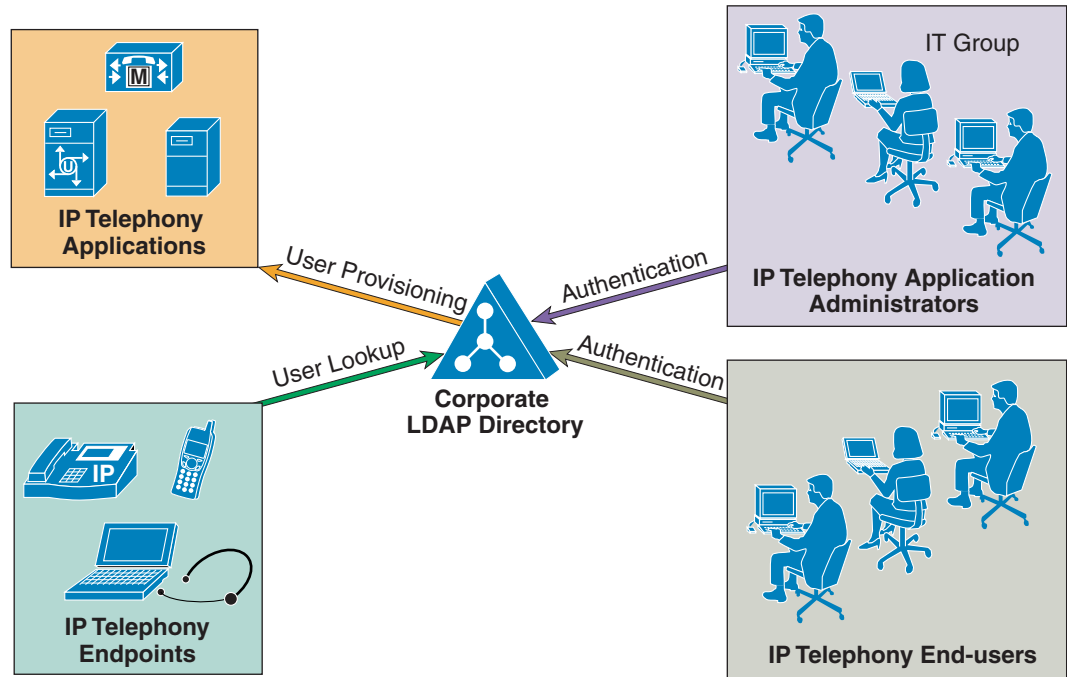 M
U
IP Telephony
Applications
IT Group
IP Telephony Application
Administrators
User Provisioning
Authentication
User Lookup
Authentication
Corporate
LDAP Directory
IP
IP Telephony
Endpoints
IP Telephony End-users